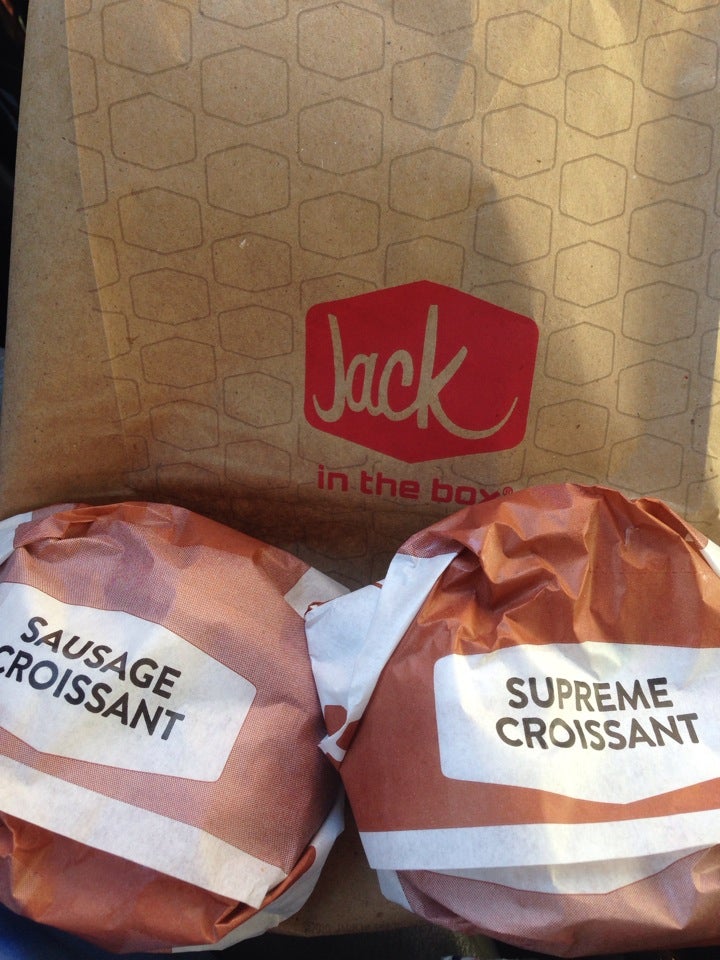 Jack
in the box®
SAUSAGE
CROISSANT
SUPREME
CROISSANT